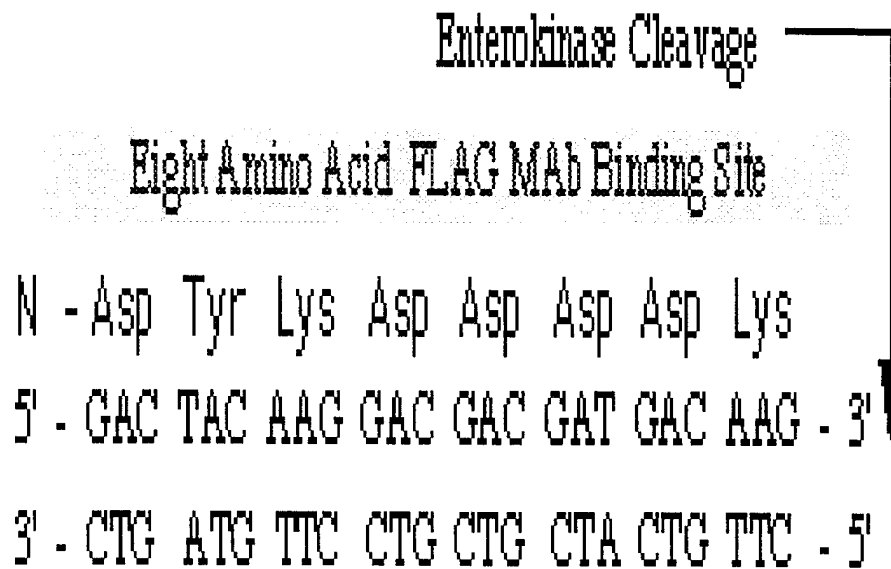 Enterokinase Cleavage
Eight Amino Acid FLAG MAb Binding Site
N - Asp Tyr Lys Asp Asp Asp Asp Lys
5' - GAC TAC AAG GAC GAC GAT GAC AAG - 3'
3' - CTG ATG TTC CTG CTG CTA CTG TTC - 5'